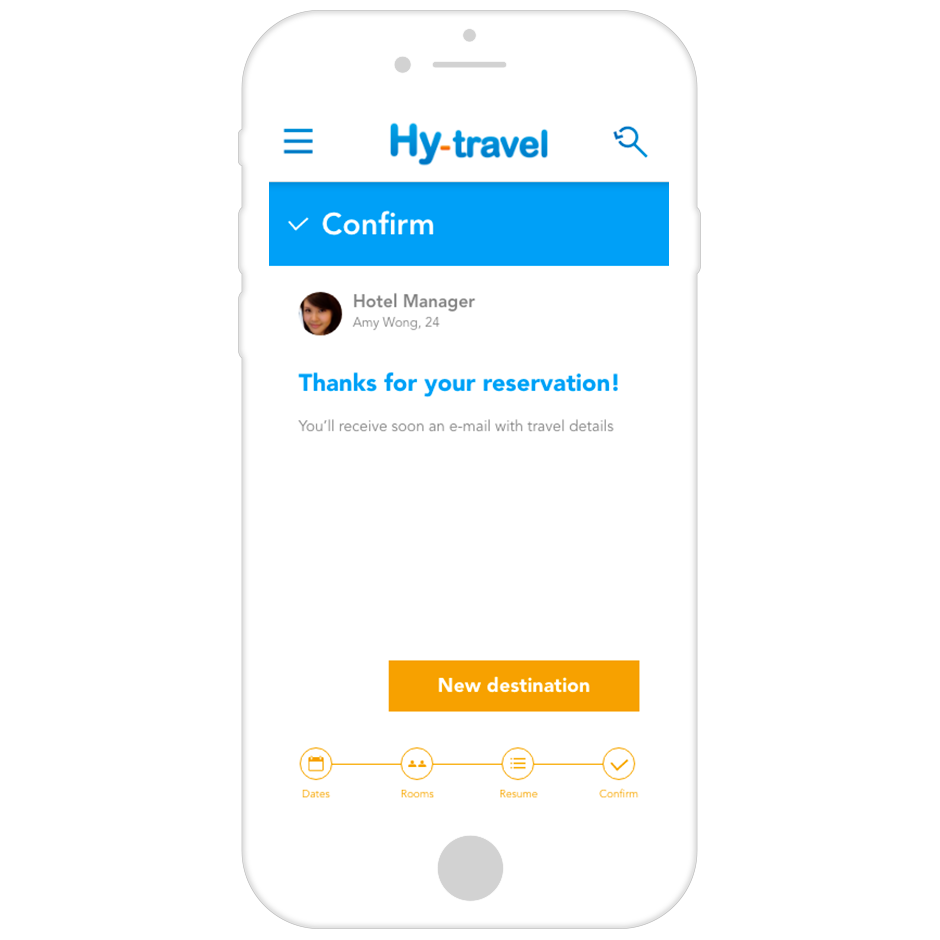 Hy-travel
Confirm
Hotel Manager
Amy Wong, 24
Thanks for your reservation!
You'll receive soon an e-mail with travel details
New destination
Dates Rooms Resume Confirm